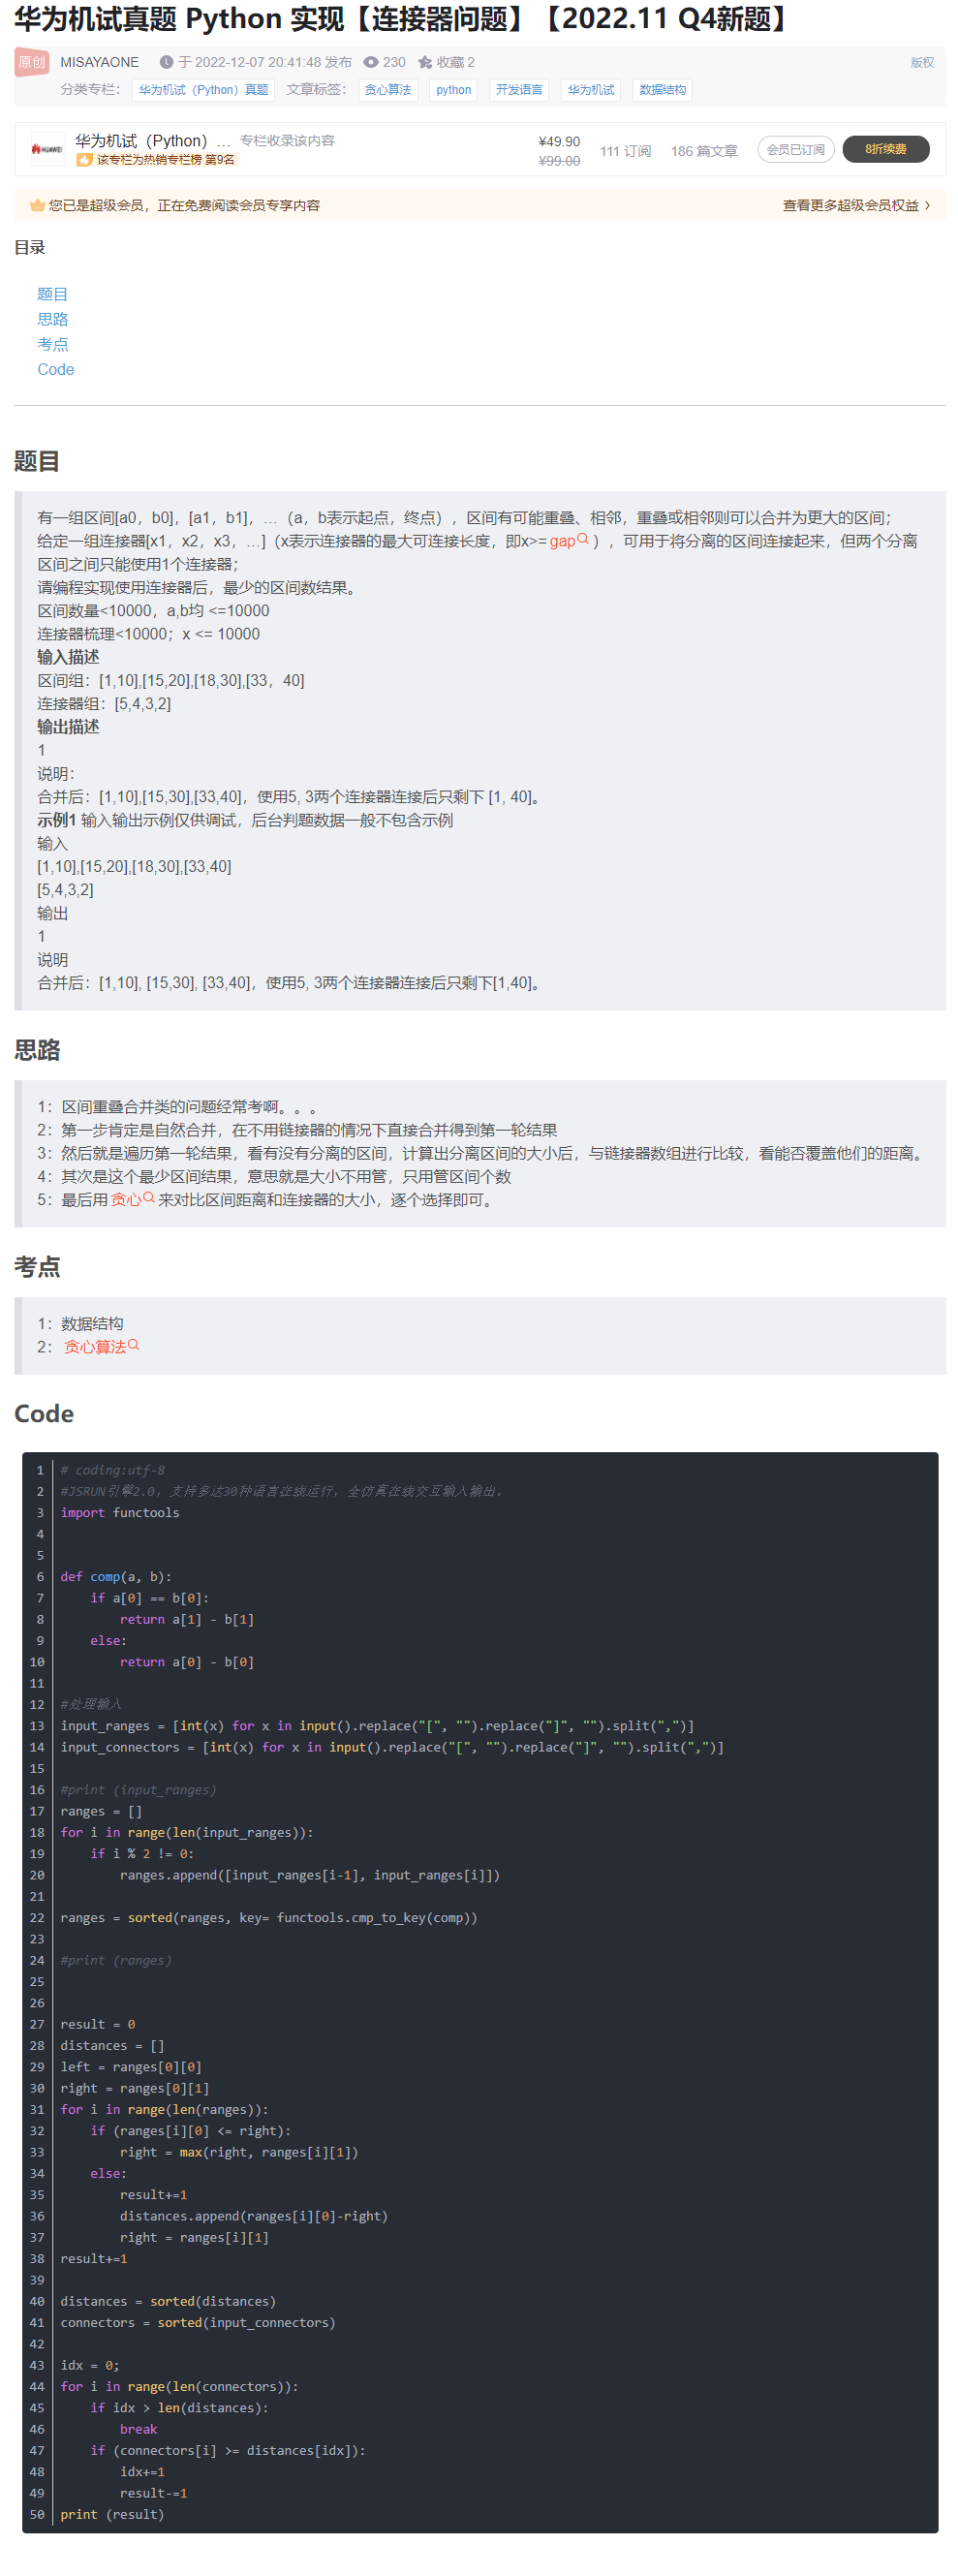 华为机试真题 Python 实现【连接器问题】【2022.11 Q4新题】
原创 MISAYAONE 于 2022-12-07 20:41:48 发布 230 收藏 2 版权
分类专栏： 华为机试（Python）真题 文章标签： 贪心算法 python 开发语言 华为机试 数据结构
HUAWEI 华为机试（Python）... 专栏收录该内容 ¥49.90 111 订阅 186 篇文章 会员已订阅 8折续费
该专栏为热销专栏榜 第9名 ¥99.00
您已是超级会员，正在免费阅读会员专享内容 查看更多超级会员权益 >
目录
题目
思路
考点
Code
题目
有一组区间[a0，b0]，[a1，b1]，…（a，b表示起点，终点），区间有可能重叠、相邻，重叠或相邻则可以合并为更大的区间；
给定一组连接器[x1，x2，x3，…]（x表示连接器的最大可连接长度，即x>= gap ），可用于将分离的区间连接起来，但两个分离
区间之间只能使用1个连接器；
请编程实现使用连接器后，最少的区间数结果。
区间数量<10000，a,b均 <=10000
连接器梳理<10000；x <= 10000
输入描述
区间组：[1,10],[15,20],[18,30],[33，40]
连接器组：[5,4,3,2]
输出描述
1
说明：
合并后：[1,10],[15,30],[33,40]，使用5, 3两个连接器连接后只剩下 [1, 40]。
示例1 输入输出示例仅供调试，后台判题数据一般不包含示例
输入
[1,10],[15,20],[18,30],[33,40]
[5,4,3,2]
输出
1
说明
合并后：[1,10], [15,30], [33,40]，使用5, 3两个连接器连接后只剩下[1,40]。
思路
1：区间重叠合并类的问题经常考啊。。。
2：第一步肯定是自然合并，在不用链接器的情况下直接合并得到第一轮结果
3：然后就是遍历第一轮结果，看有没有分离的区间，计算出分离区间的大小后，与链接器数组进行比较，看能否覆盖他们的距离。
4：其次是这个最少区间结果，意思就是大小不用管，只用管区间个数
5：最后用 贪心 来对比区间距离和连接器的大小，逐个选择即可。
考点
1：数据结构
2： 贪心算法
Code
1 # coding:utf-8
2 #JSRUN引擎2.0，支持多达30种语言在线运行，全仿真在线交互输入输出。
3 import functools
4
5
6 def comp(a, b):
7     if a[0] == b[0]:
8         return a[1] - b[1]
9     else:
10         return a[0] - b[0]
11
12 #处理输入
13 input_ranges = [int(x) for x in input().replace("[", "").replace("]", "").split(",")]
14 input_connectors = [int(x) for x in input().replace("[", "").replace("]", "").split(",")]
15
16 #print (input_ranges)
17 ranges = []
18 for i in range(len(input_ranges)):
19     if i % 2 != 0:
20         ranges.append([input_ranges[i-1], input_ranges[i]])
21
22 ranges = sorted(ranges, key= functools.cmp_to_key(comp))
23
24 #print (ranges)
25
26
27 result = 0
28 distances = []
29 left = ranges[0][0]
30 right = ranges[0][1]
31 for i in range(len(ranges)):
32     if (ranges[i][0] <= right):
33         right = max(right, ranges[i][1])
34     else:
35         result+=1
36         distances.append(ranges[i][0]-right)
37         right = ranges[i][1]
38 result+=1
39
40 distances = sorted(distances)
41 connectors = sorted(input_connectors)
42
43 idx = 0;
44 for i in range(len(connectors)):
45     if idx > len(distances):
46         break
47     if (connectors[i] >= distances[idx]):
48         idx+=1
49         result-=1
50 print (result)